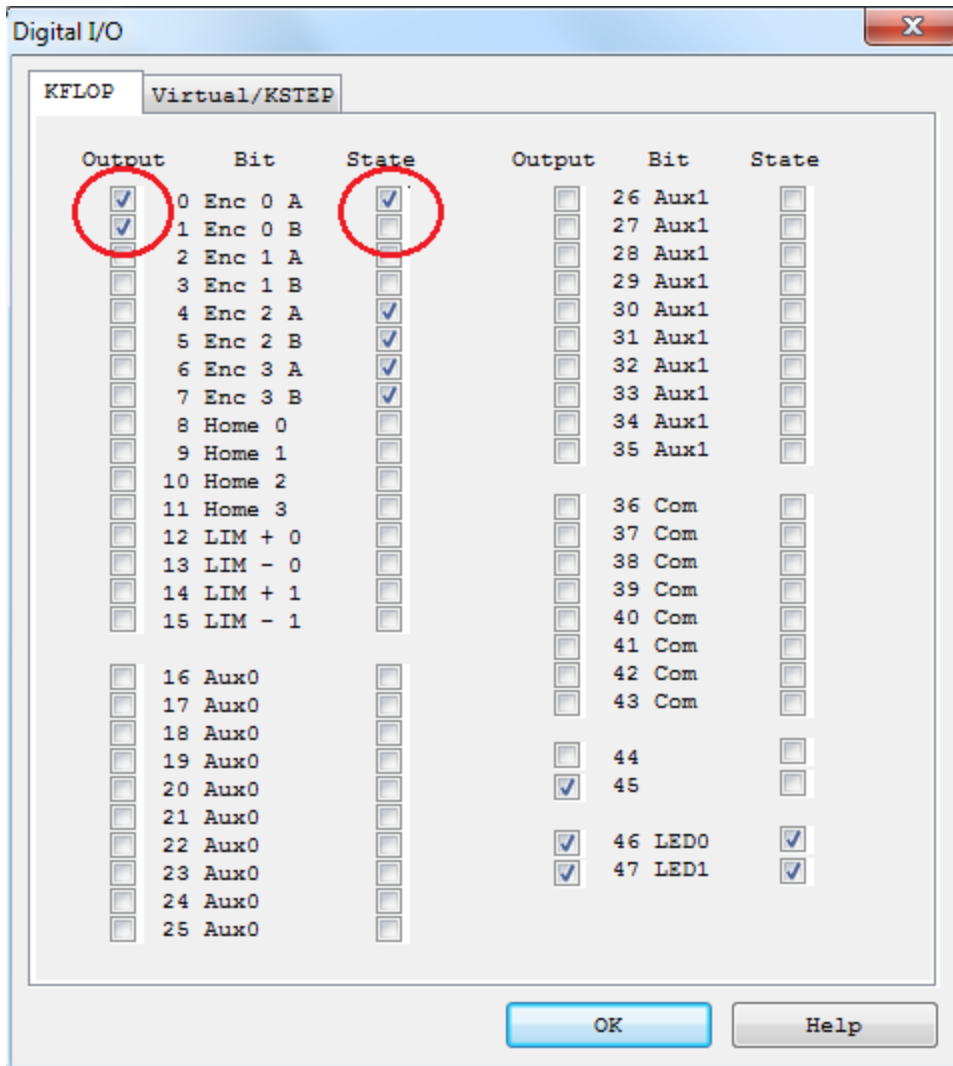 Digital I/O
KFLOP Virtual/KSTEP
Output Bit State
0 Enc 0 A
1 Enc 0 B
2 Enc 1 A
3 Enc 1 B
4 Enc 2 A
5 Enc 2 B
6 Enc 3 A
7 Enc 3 B
8 Home 0
9 Home 1
10 Home 2
11 Home 3
12 LIM + 0
13 LIM - 0
14 LIM + 1
15 LIM - 1
16 Aux0
17 Aux0
18 Aux0
19 Aux0
20 Aux0
21 Aux0
22 Aux0
23 Aux0
24 Aux0
25 Aux0
Output Bit State
26 Aux1
27 Aux1
28 Aux1
29 Aux1
30 Aux1
31 Aux1
32 Aux1
33 Aux1
34 Aux1
35 Aux1
36 Com
37 Com
38 Com
39 Com
40 Com
41 Com
42 Com
43 Com
44
45
46 LED0
47 LED1
OK Help